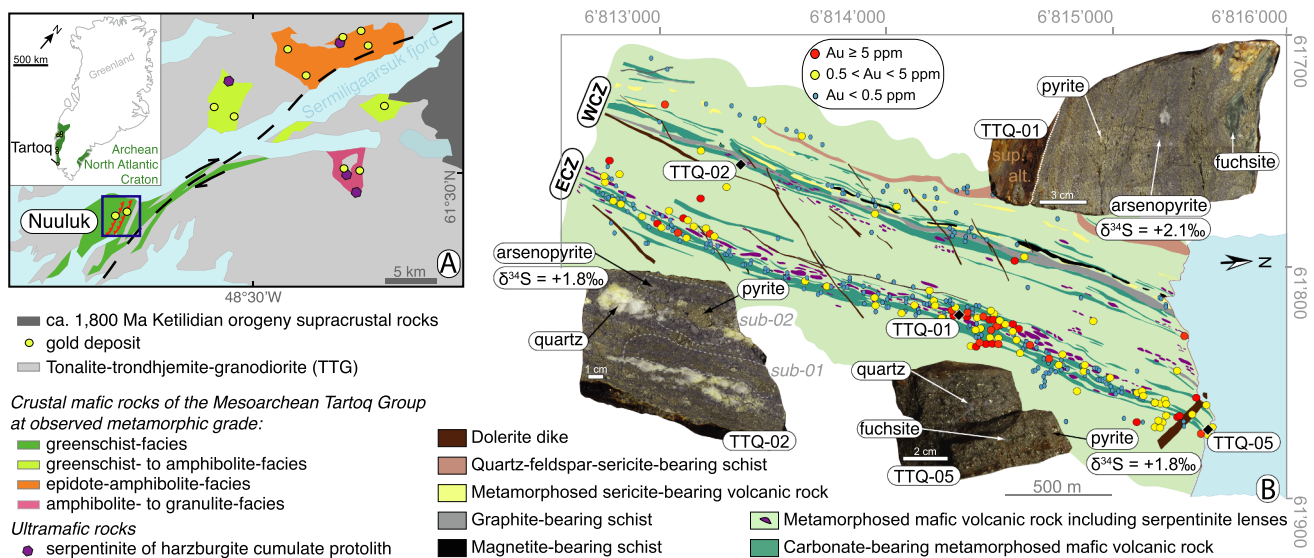 N
500 km
Greenland
Tartoq
Archean
North Atlantic
Craton
Sermiligaarsuk fjord
Nuuluk
61°30'N
A
5 km
48°30'W
ca. 1,800 Ma Ketilidian orogeny supracrustal rocks
gold deposit
Tonalite-trondhjemite-granodiorite (TTG)
Crustal mafic rocks of the Mesoarchean Tartoq Group
at observed metamorphic grade:
greenschist-facies
greenschist- to amphibolite-facies
epidote-amphibolite-facies
amphibolite- to granulite-facies
Ultramafic rocks
serpentinite of harzburgite cumulate protolith
6'813'000
6'814'000
6'815'000
6'816'000
61'700
61'800
61'900
Au ≥ 5 ppm
0.5 < Au < 5 ppm
Au < 0.5 ppm
WCZ
ECZ
TTQ-02
pyrite
TTQ-01
sup.
alt.
fuchsite
3 cm
arsenopyrite
δ³⁴S = +2.1‰
N
arsenopyrite
δ³⁴S = +1.8‰
pyrite
sub-02
quartz
sub-01
1 cm
TTQ-02
TTQ-01
quartz
fuchsite
pyrite
2 cm
δ³⁴S = +1.8‰
TTQ-05
TTQ-05
500 m
B
Dolerite dike
Quartz-feldspar-sericite-bearing schist
Metamorphosed sericite-bearing volcanic rock
Graphite-bearing schist
Magnetite-bearing schist
Metamorphosed mafic volcanic rock including serpentinite lenses
Carbonate-bearing metamorphosed mafic volcanic rock